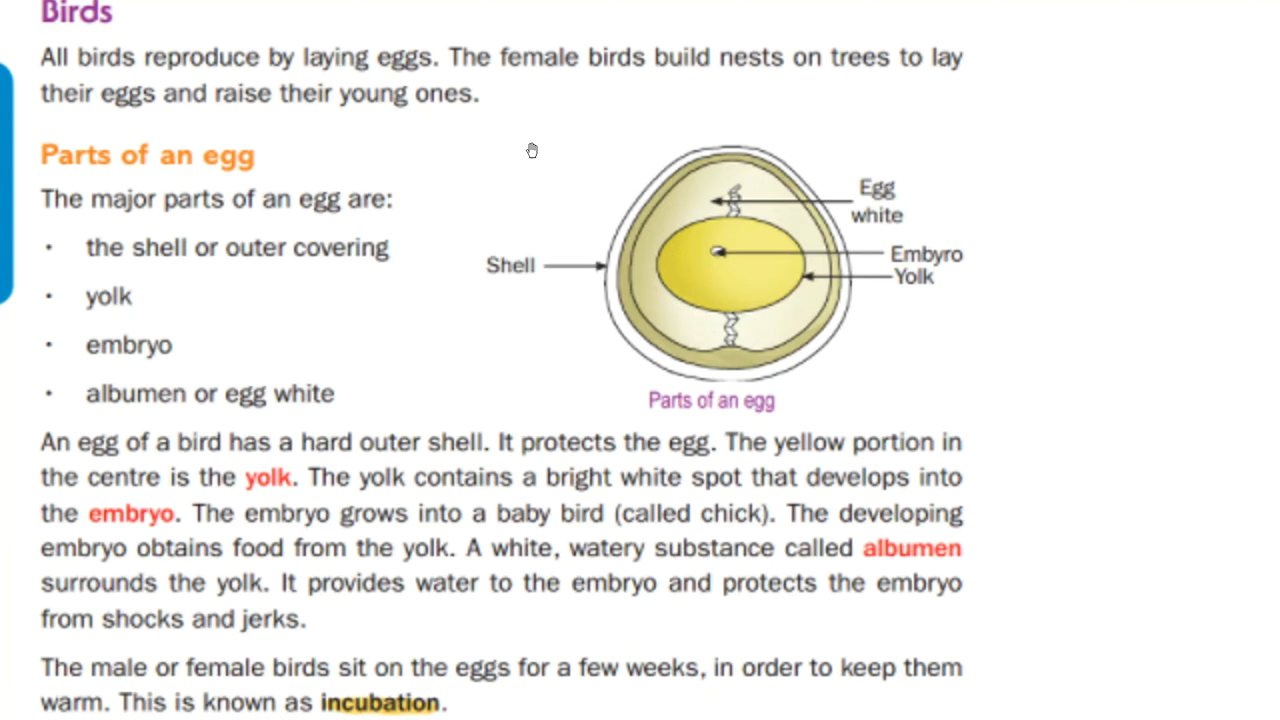 Birds
All birds reproduce by laying eggs. The female birds build nests on trees to lay
their eggs and raise their young ones.
Parts of an egg
The major parts of an egg are:
· the shell or outer covering
· yolk
· embryo
· albumen or egg white
Egg
white
Shell
Embyro
Yolk
Parts of an egg
An egg of a bird has a hard outer shell. It protects the egg. The yellow portion in
the centre is the yolk. The yolk contains a bright white spot that develops into
the embryo. The embryo grows into a baby bird (called chick). The developing
embryo obtains food from the yolk. A white, watery substance called albumen
surrounds the yolk. It provides water to the embryo and protects the embryo
from shocks and jerks.
The male or female birds sit on the eggs for a few weeks, in order to keep them
warm. This is known as incubation.